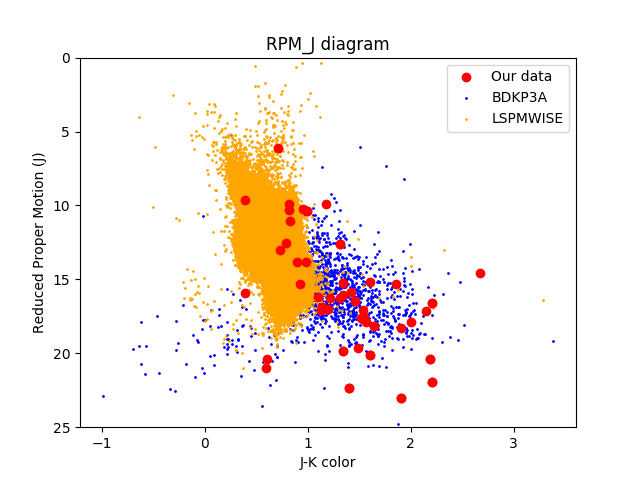 RPM_J diagram
Our data
BDKP3A
LSPMWISE
Reduced Proper Motion (J)
0
5
10
15
20
25
−1
0
1
2
3
J-K color